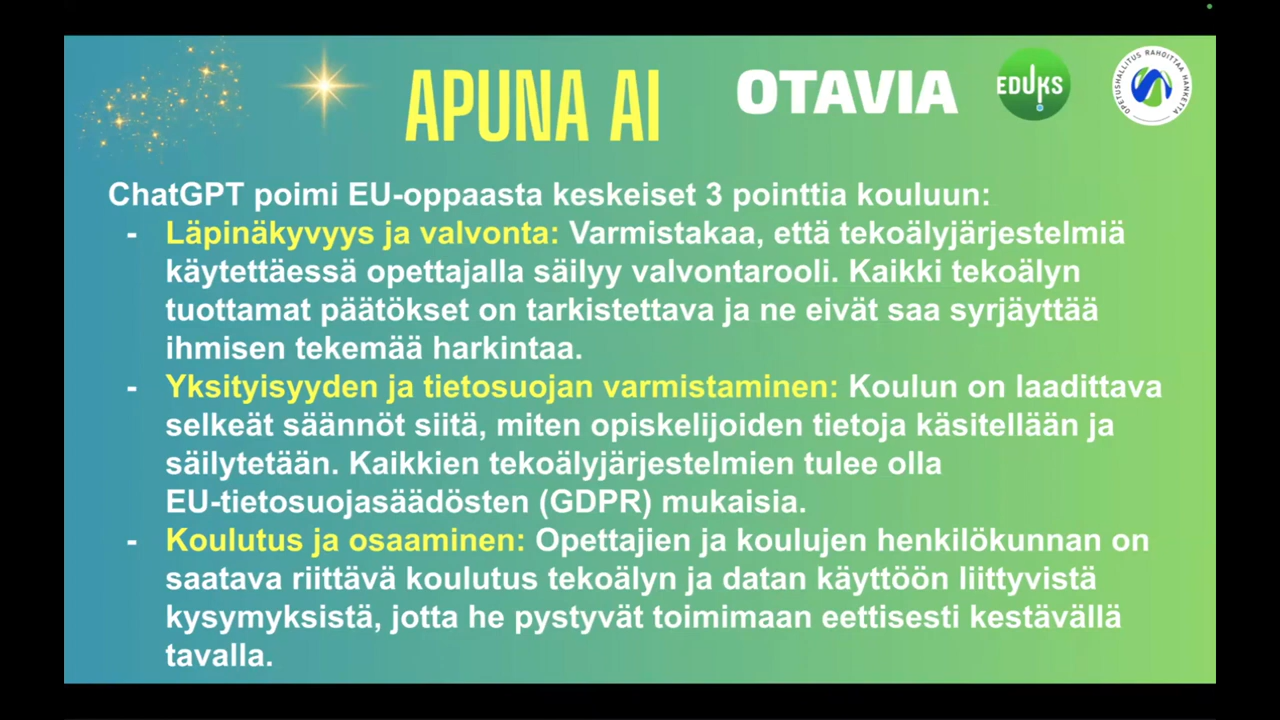 APUNA AI
OTAVIA
EDUKS
OPETUSHALLITUS RAHOITTAA HANKETTA
ChatGPT poimi EU-oppaasta keskeiset 3 pointtia kouluun:
- Läpinäkyvyys ja valvonta: Varmistakaa, että tekoälyjärjestelmiä
käytettäessä opettajalla säilyy valvontarooli. Kaikki tekoälyn
tuottamat päätökset on tarkistettava ja ne eivät saa syrjäyttää
ihmisen tekemää harkintaa.
- Yksityisyyden ja tietosuojan varmistaminen: Koulun on laadittava
selkeät säännöt siitä, miten opiskelijoiden tietoja käsitellään ja
säilytetään. Kaikkien tekoälyjärjestelmien tulee olla
EU-tietosuojasäädösten (GDPR) mukaisia.
- Koulutus ja osaaminen: Opettajien ja koulujen henkilökunnan on
saatava riittävä koulutus tekoälyn ja datan käyttöön liittyvistä
kysymyksistä, jotta he pystyvät toimimaan eettisesti kestävällä
tavalla.